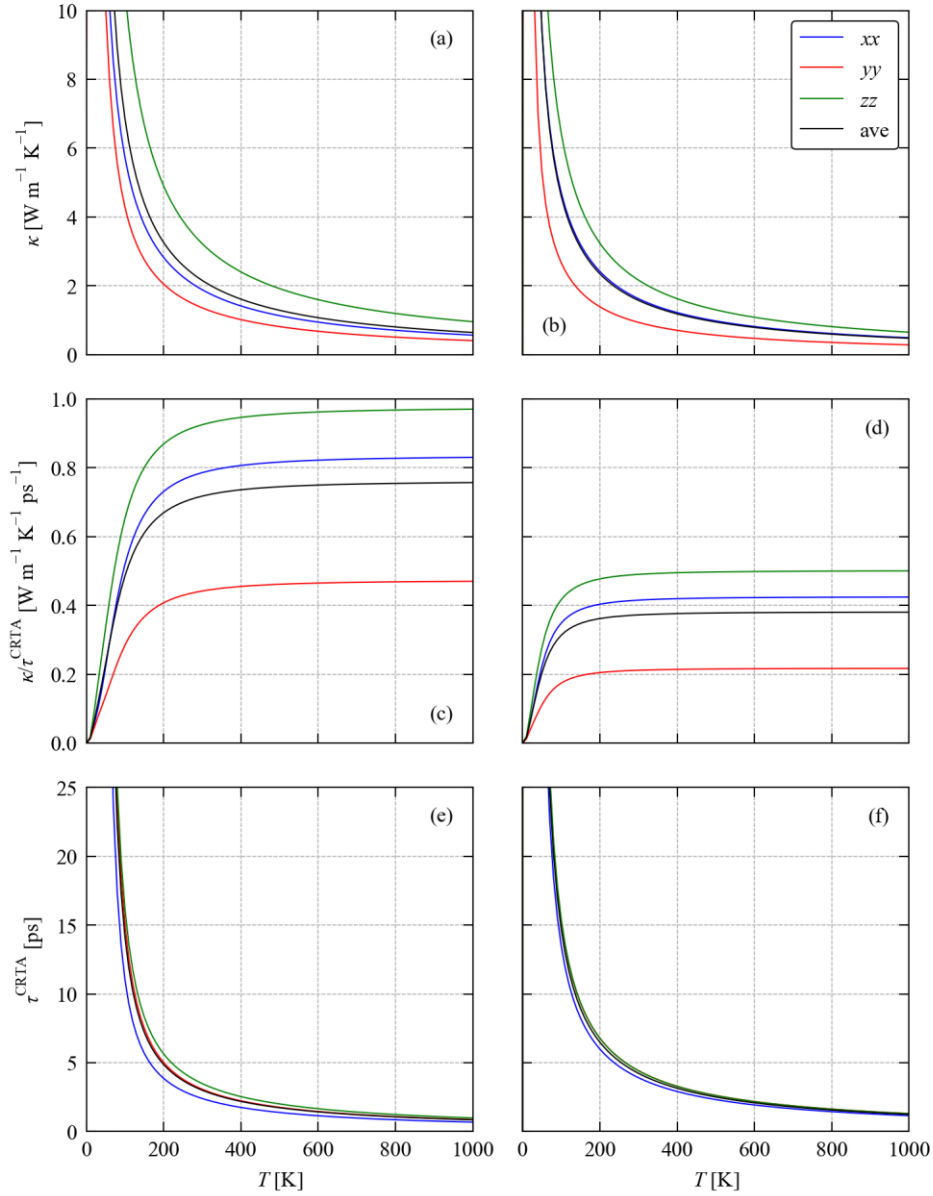 10
8
6
4
2
0
κ [W m⁻¹ K⁻¹]
(a)
(b)
xx
yy
zz
ave
1.0
0.8
0.6
0.4
0.2
0.0
κ/τ^CRTA [W m⁻¹ K⁻¹ ps⁻¹]
(c)
(d)
25
20
15
10
5
0
τ^CRTA [ps]
(e)
(f)
0 200 400 600 800 1000
T [K]
0 200 400 600 800 1000
T [K]